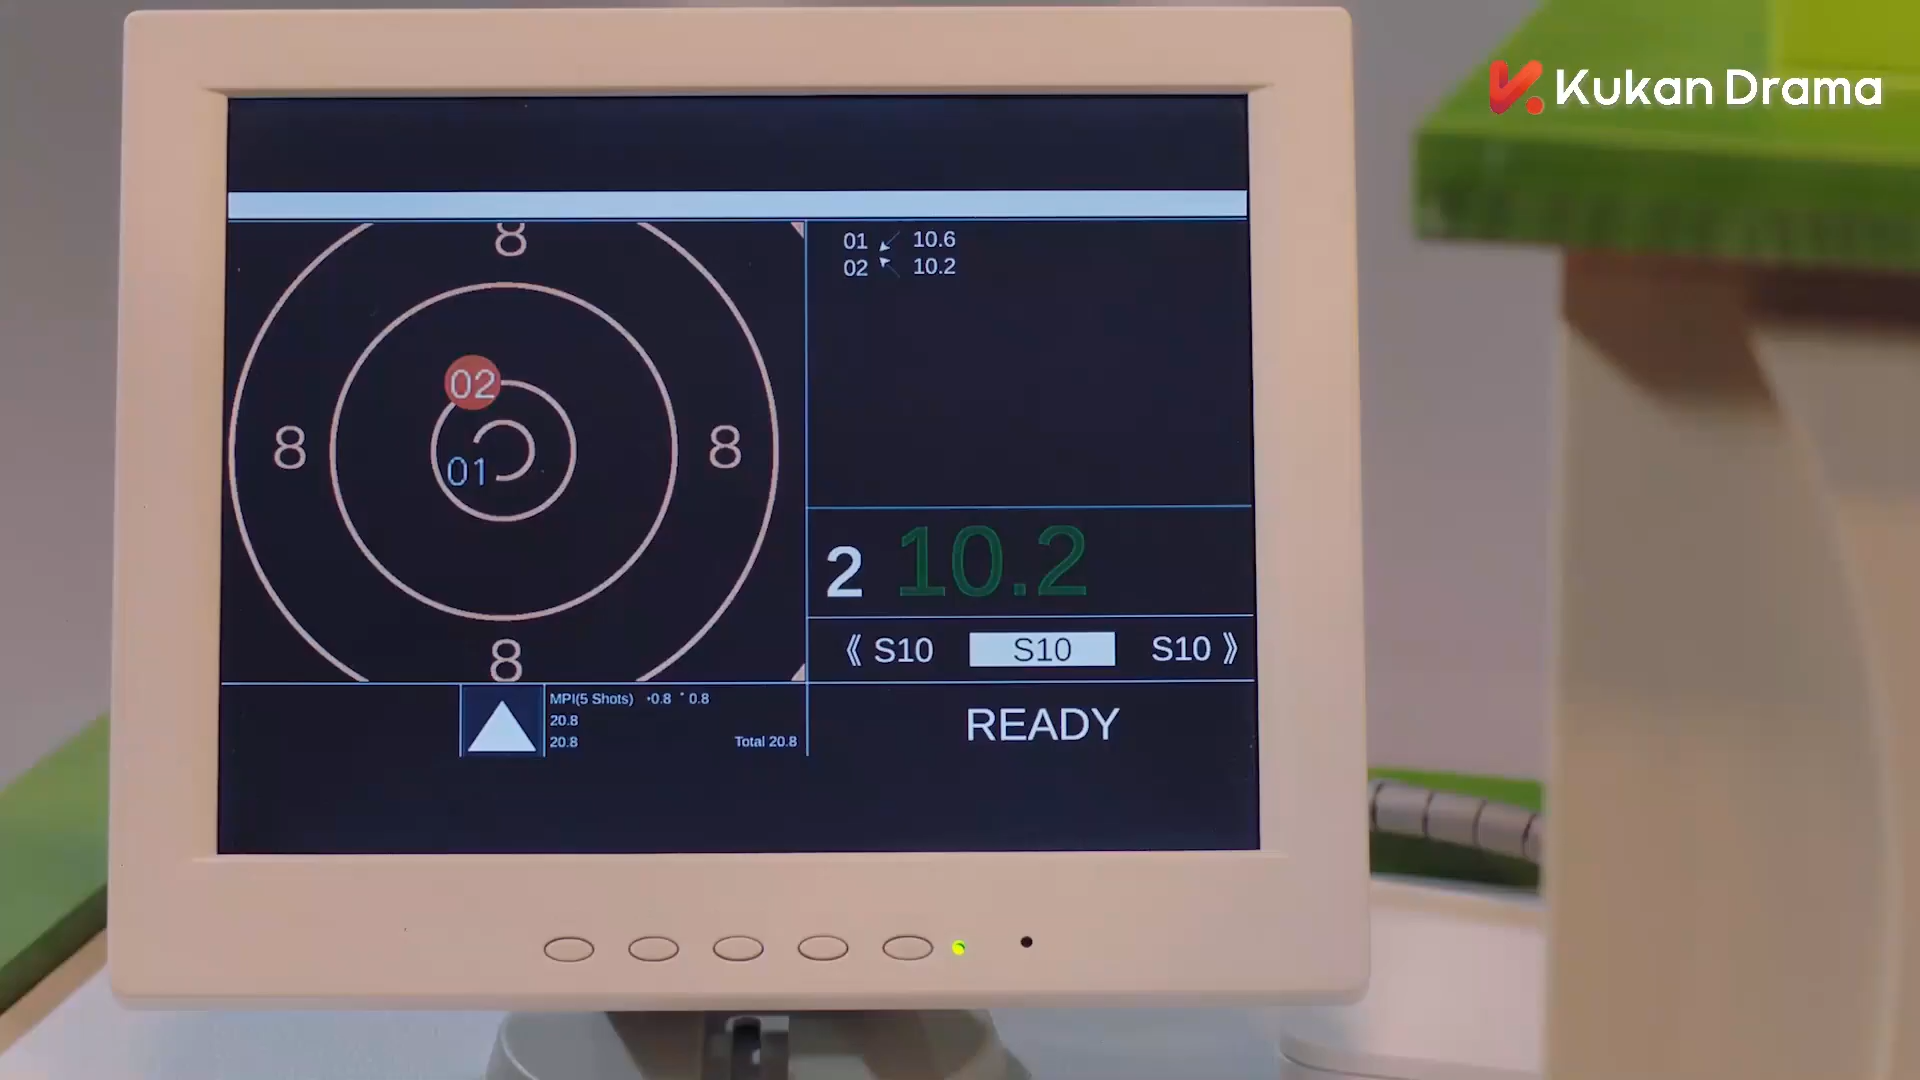 Kukan Drama
8
01 10.6
02 10.2
02
8
01
8
2 10.2
《 S10 S10 S10 》
8
MPI(5 Shots) 0.8 0.8
20.8
20.8 Total 20.8
READY